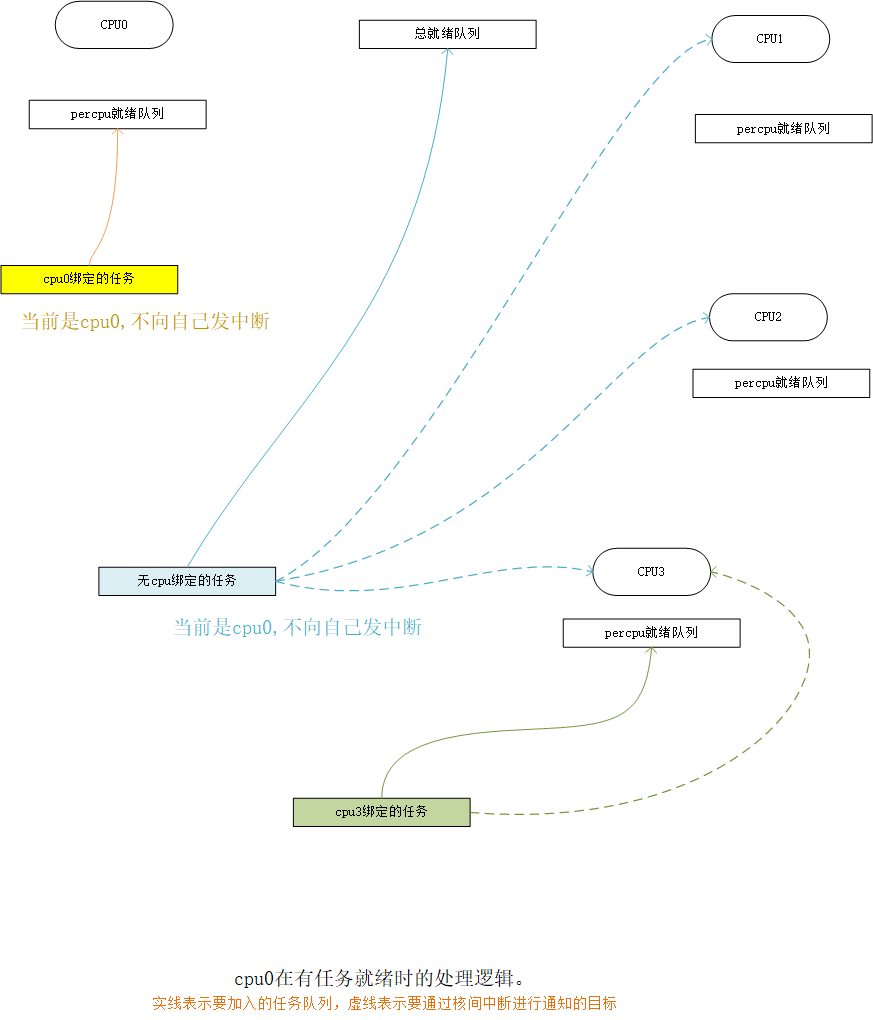 CPU0
总就绪队列
CPU1
percpu就绪队列
percpu就绪队列
cpu0绑定的任务
当前是cpu0,不向自己发中断
CPU2
percpu就绪队列
无cpu绑定的任务
CPU3
当前是cpu0,不向自己发中断
percpu就绪队列
cpu3绑定的任务
cpu0在有任务就绪时的处理逻辑。
实线表示要加入的任务队列，虚线表示要通过核间中断进行通知的目标